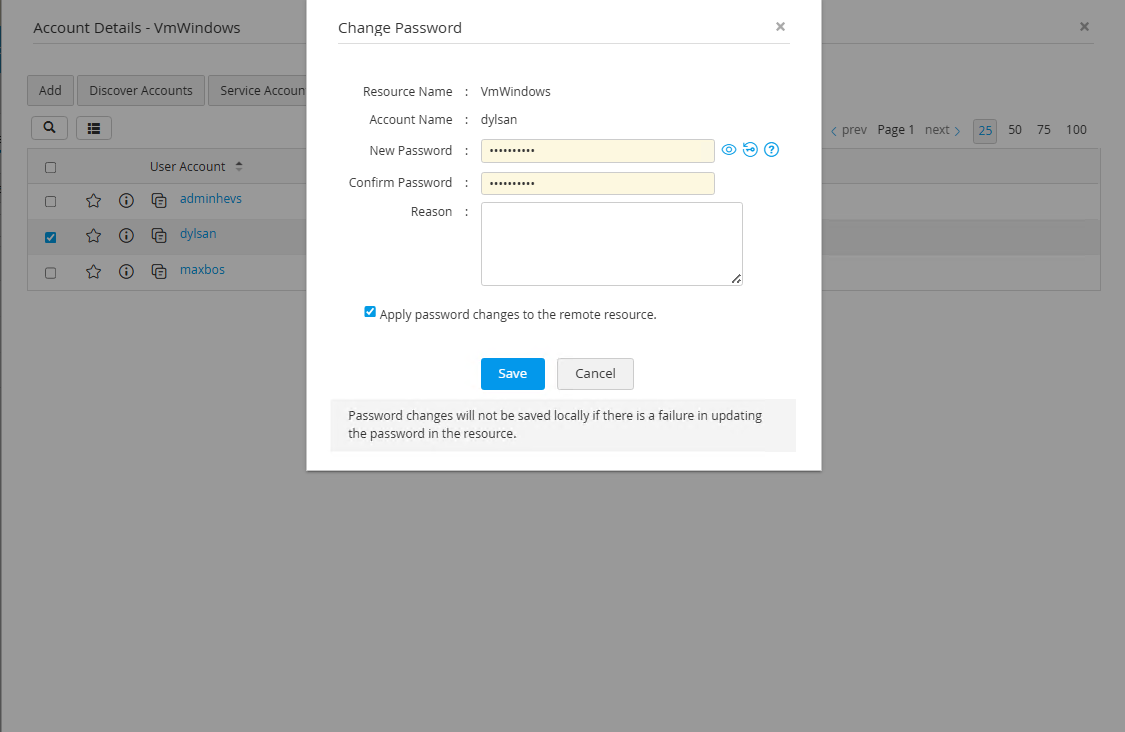 Account Details - VmWindows
Change Password
Add
Discover Accounts
Resource Name : VmWindows
Account Name : dylsan
prev Page 1 next 25 50 75 100
New Password : ••••••••••
Confirm Password : ••••••••••
Reason :
User Account
adminhevs
dylsan
maxbos
Apply password changes to the remote resource.
Save
Cancel
Password changes will not be saved locally if there is a failure in updating
the password in the resource.